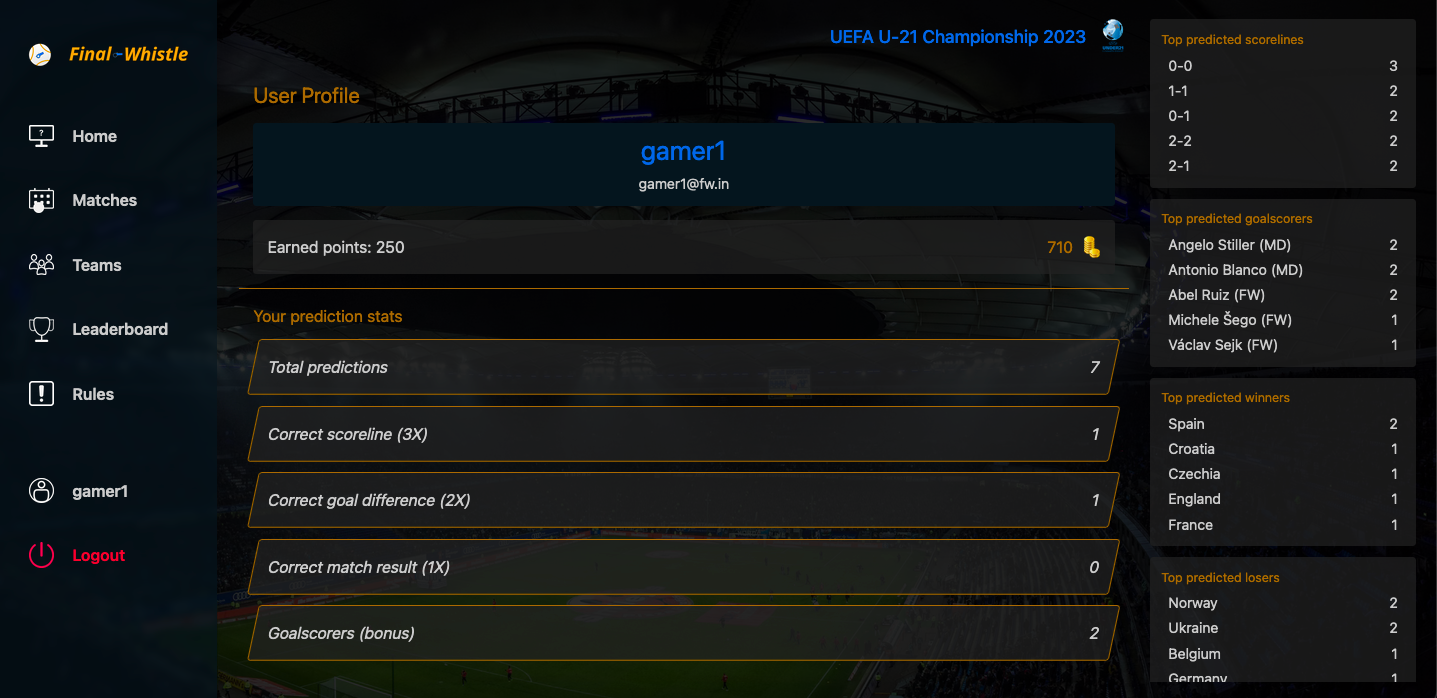 Final-Whistle
Home
Matches
Teams
Leaderboard
Rules
gamer1
Logout
UEFA U-21 Championship 2023
User Profile
gamer1
gamer1@fw.in
Earned points: 250
710
Your prediction stats
Total predictions 7
Correct scoreline (3X) 1
Correct goal difference (2X) 1
Correct match result (1X) 0
Goalscorers (bonus) 2
Top predicted scorelines
0-0 3
1-1 2
0-1 2
2-2 2
2-1 2
Top predicted goalscorers
Angelo Stiller (MD) 2
Antonio Blanco (MD) 2
Abel Ruiz (FW) 2
Michele Šego (FW) 1
Václav Sejk (FW) 1
Top predicted winners
Spain 2
Croatia 1
Czechia 1
England 1
France 1
Top predicted losers
Norway 2
Ukraine 2
Belgium 1
Germany 1